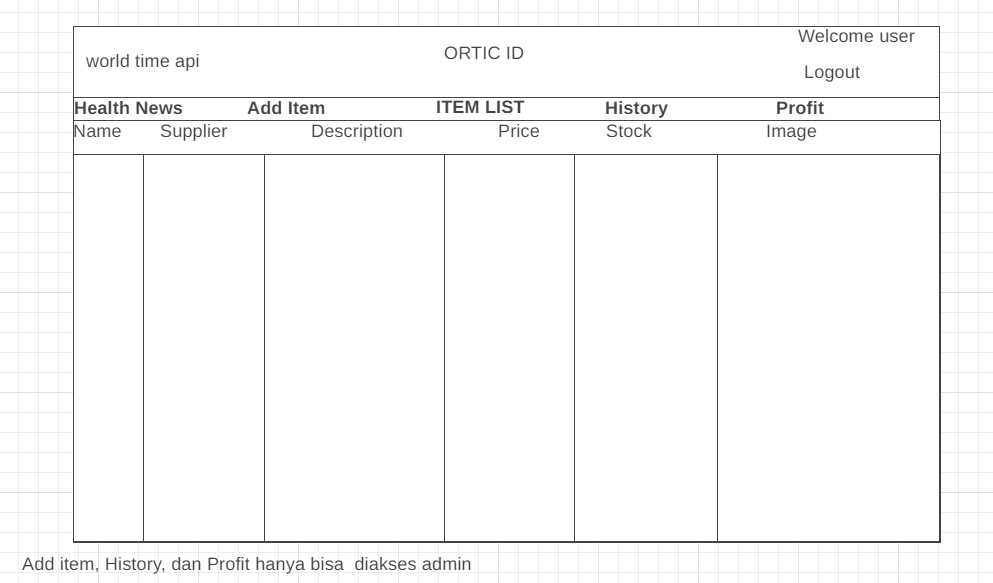 world time api
ORTIC ID
Welcome user
Logout
Health News Add Item ITEM LIST History Profit
Name Supplier Description Price Stock Image
Add item, History, dan Profit hanya bisa  diakses admin